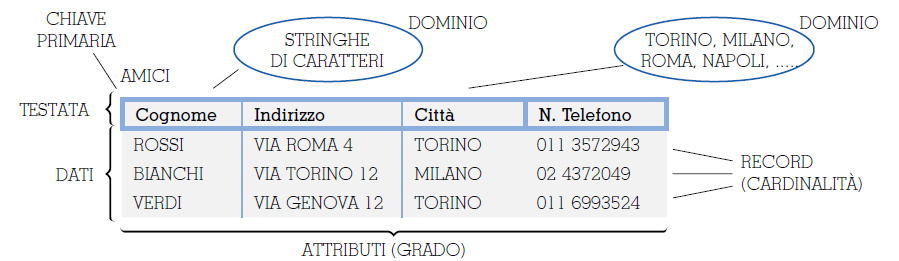 CHIAVE
PRIMARIA
DOMINIO
DOMINIO
STRINGHE
DI CARATTERI
TORINO, MILANO,
ROMA, NAPOLI, .....
AMICI
TESTATA
Cognome Indirizzo Città N. Telefono
DATI
ROSSI VIA ROMA 4 TORINO 011 3572943
BIANCHI VIA TORINO 12 MILANO 02 4372049
VERDI VIA GENOVA 12 TORINO 011 6993524
RECORD
(CARDINALITÀ)
ATTRIBUTI (GRADO)